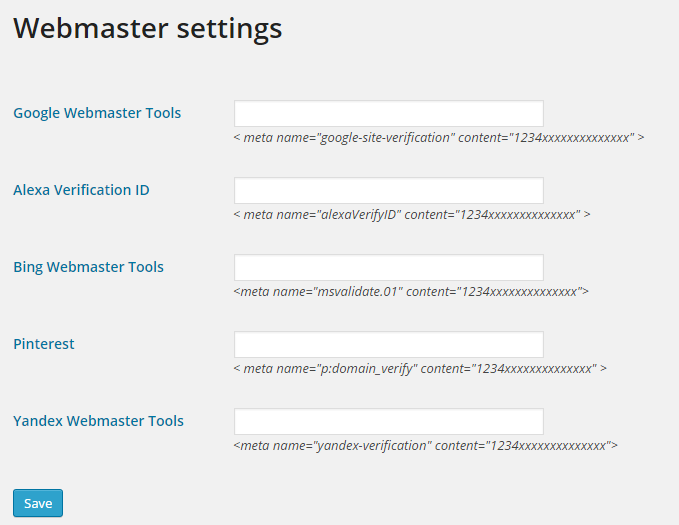 Webmaster settings
Google Webmaster Tools
< meta name="google-site-verification" content="1234xxxxxxxxxxxxxx" >
Alexa Verification ID
< meta name="alexaVerifyID" content="1234xxxxxxxxxxxxxx" >
Bing Webmaster Tools
<meta name="msvalidate.01" content="1234xxxxxxxxxxxxxx">
Pinterest
< meta name="p:domain_verify" content="1234xxxxxxxxxxxxxx" >
Yandex Webmaster Tools
<meta name="yandex-verification" content="1234xxxxxxxxxxxxxx">
Save